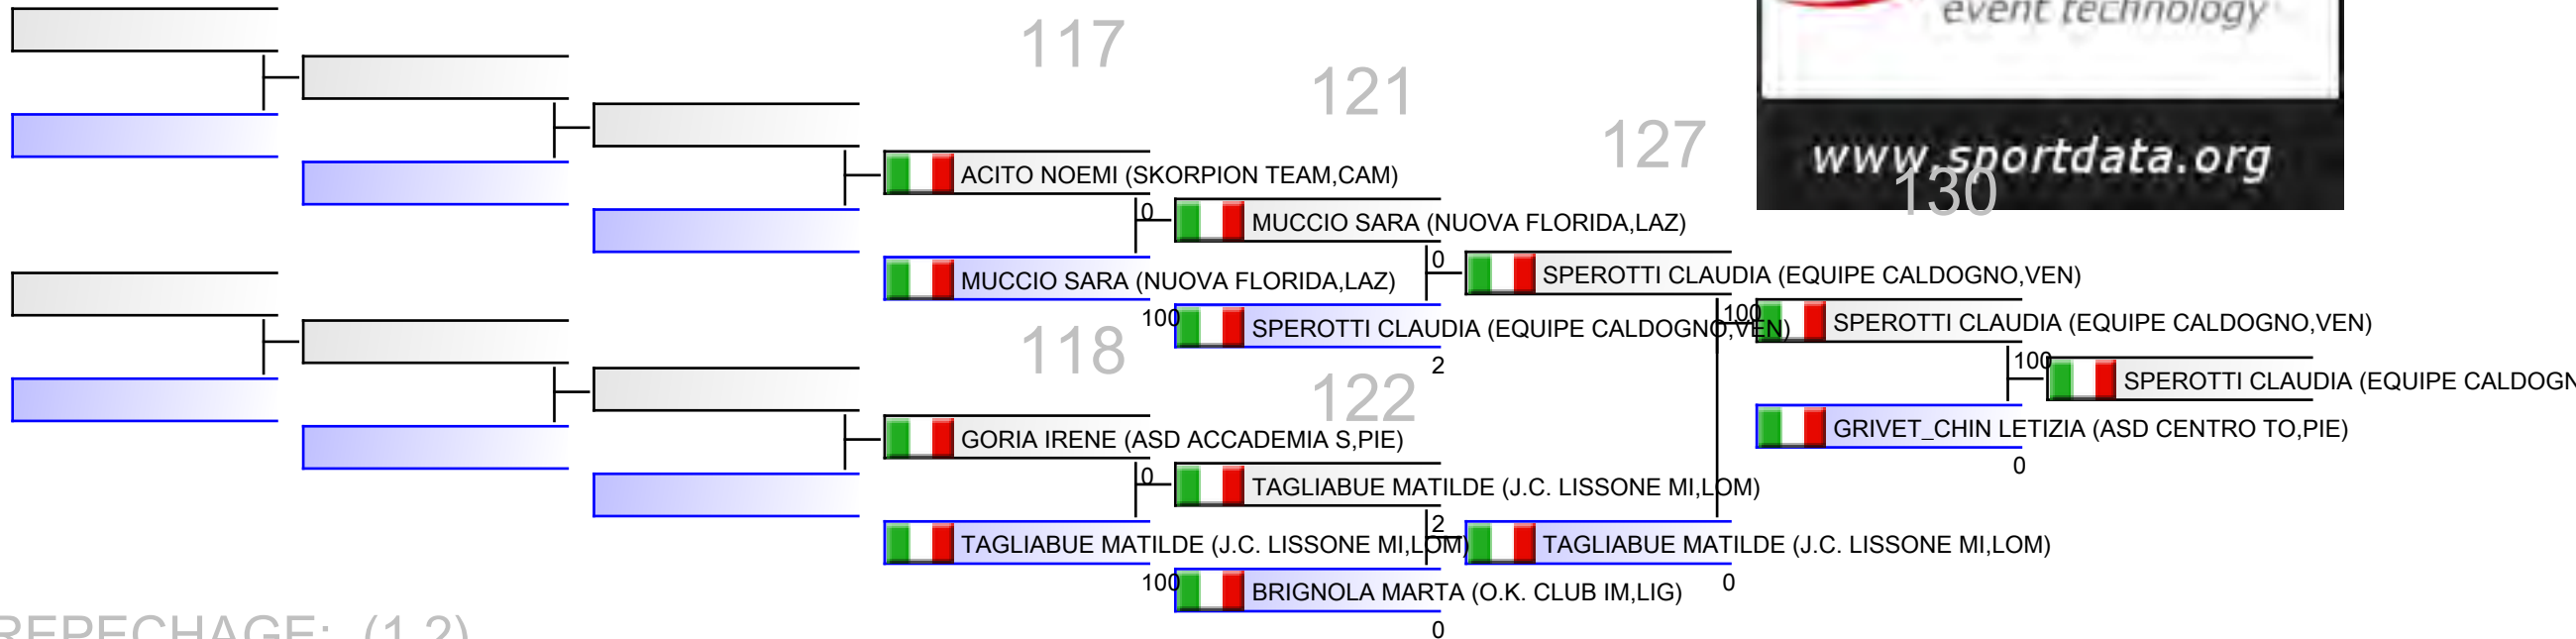 event technology
117
121
127
www.sportdata.org
130
ACITO NOEMI (SKORPION TEAM,CAM)
0
MUCCIO SARA (NUOVA FLORIDA,LAZ)
0
SPEROTTI CLAUDIA (EQUIPE CALDOGNO,VEN)
MUCCIO SARA (NUOVA FLORIDA,LAZ)
100
SPEROTTI CLAUDIA (EQUIPE CALDOGNO,VEN)
100
SPEROTTI CLAUDIA (EQUIPE CALDOGNO,VEN)
118
2
122
100
SPEROTTI CLAUDIA (EQUIPE CALDOGN
GORIA IRENE (ASD ACCADEMIA S,PIE)
GRIVET_CHIN LETIZIA (ASD CENTRO TO,PIE)
0
0
TAGLIABUE MATILDE (J.C. LISSONE MI,LOM)
2
TAGLIABUE MATILDE (J.C. LISSONE MI,LOM)
TAGLIABUE MATILDE (J.C. LISSONE MI,LOM)
100
BRIGNOLA MARTA (O.K. CLUB IM,LIG)
0
0
REPECHAGE: (1,2)